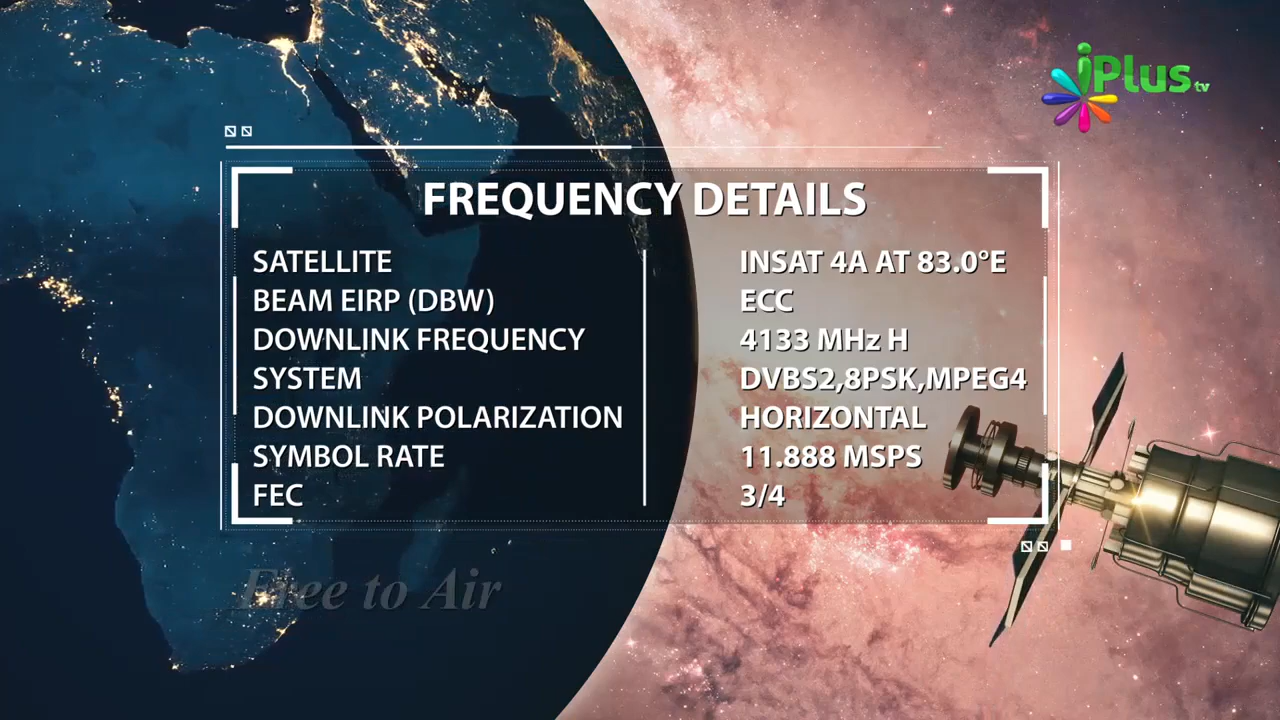 iPlus tv
FREQUENCY DETAILS
SATELLITE INSAT 4A AT 83.0°E
BEAM EIRP (DBW) ECC
DOWNLINK FREQUENCY 4133 MHz H
SYSTEM DVBS2,8PSK,MPEG4
DOWNLINK POLARIZATION HORIZONTAL
SYMBOL RATE 11.888 MSPS
FEC 3/4
Free to Air